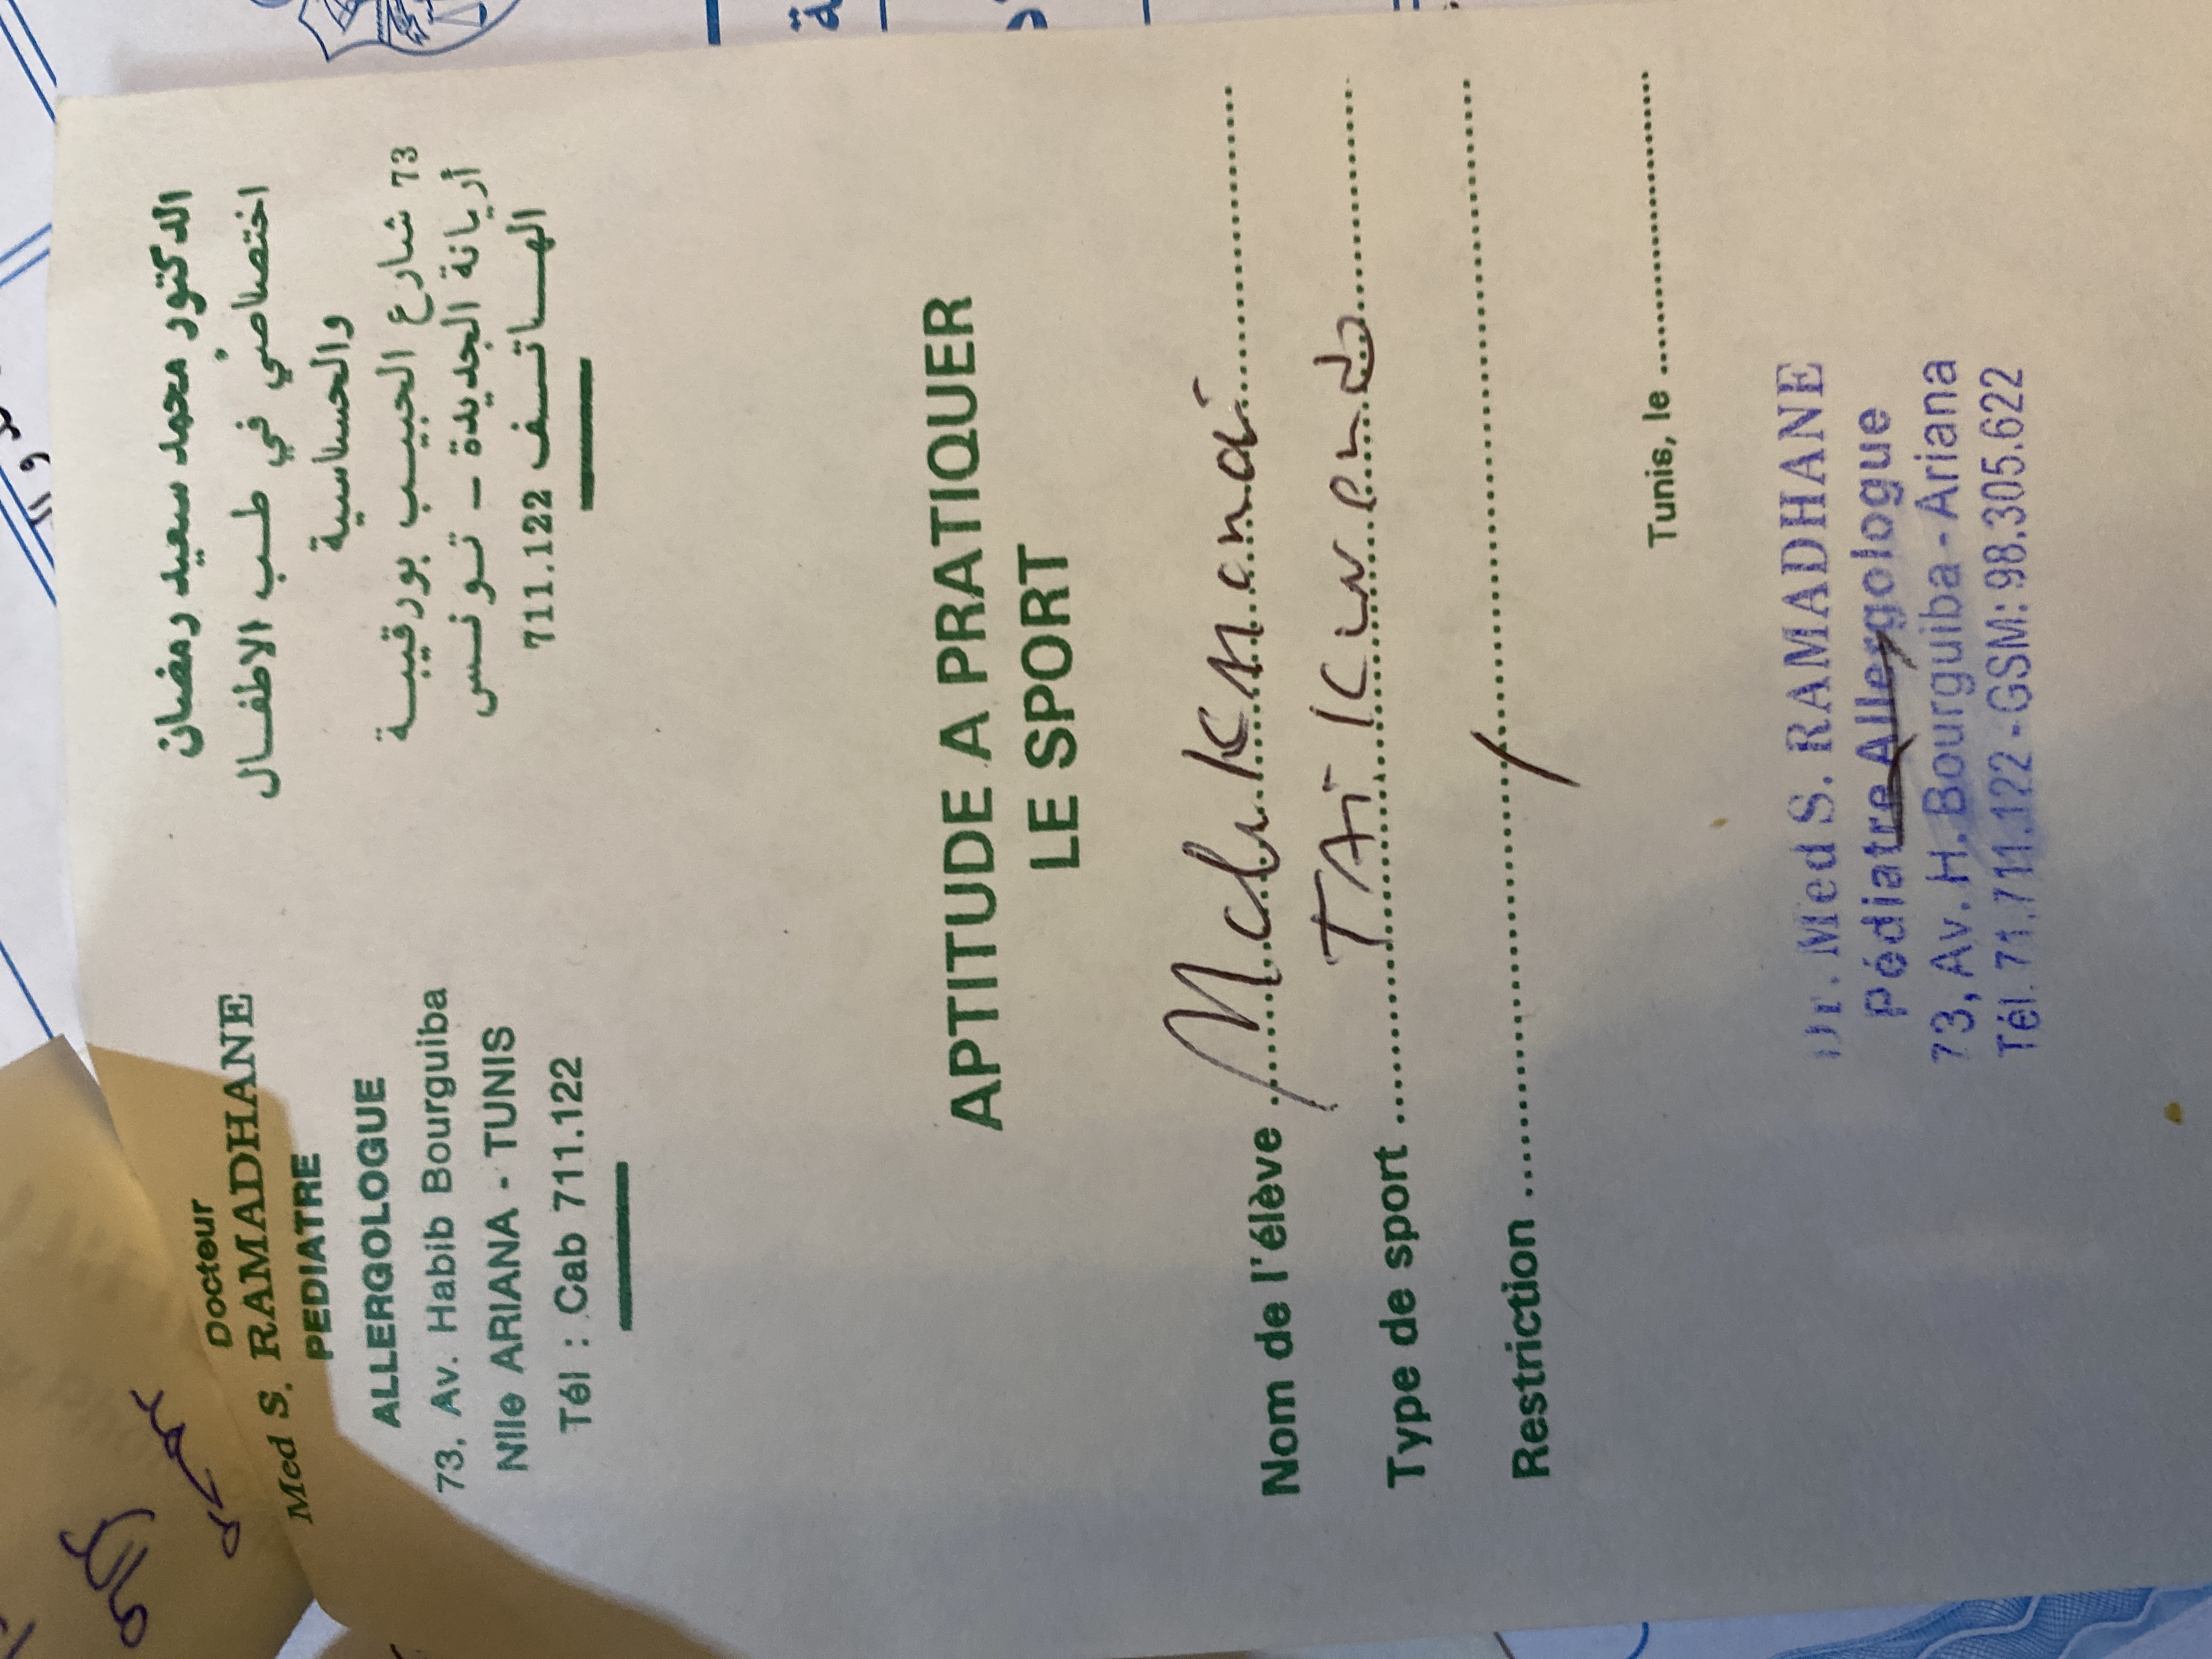 Docteur
Med S. RAMADHANE
PEDIATRE
ALLERGOLOGUE
73, Av. Habib Bourguiba
Nlle ARIANA - TUNIS
Tél : Cab 711.122
الدكتور محمد سعيد رمضان
اختصاصي في طب الاطفال
والحساسية
73 شارع الحبيب بورقيبة
أريانة الجديدة - تونس
الهاتف 711.122
APTITUDE A PRATIQUER
LE SPORT
Nom de l'élève
Type de sport TAi
Restriction /
Tunis, le
Dr. Med S. RAMADHANE
Pédiatre Allergologue
73, Av. H. Bourguiba - Ariana
Tél. 71.711.122 - GSM: 98.305.622